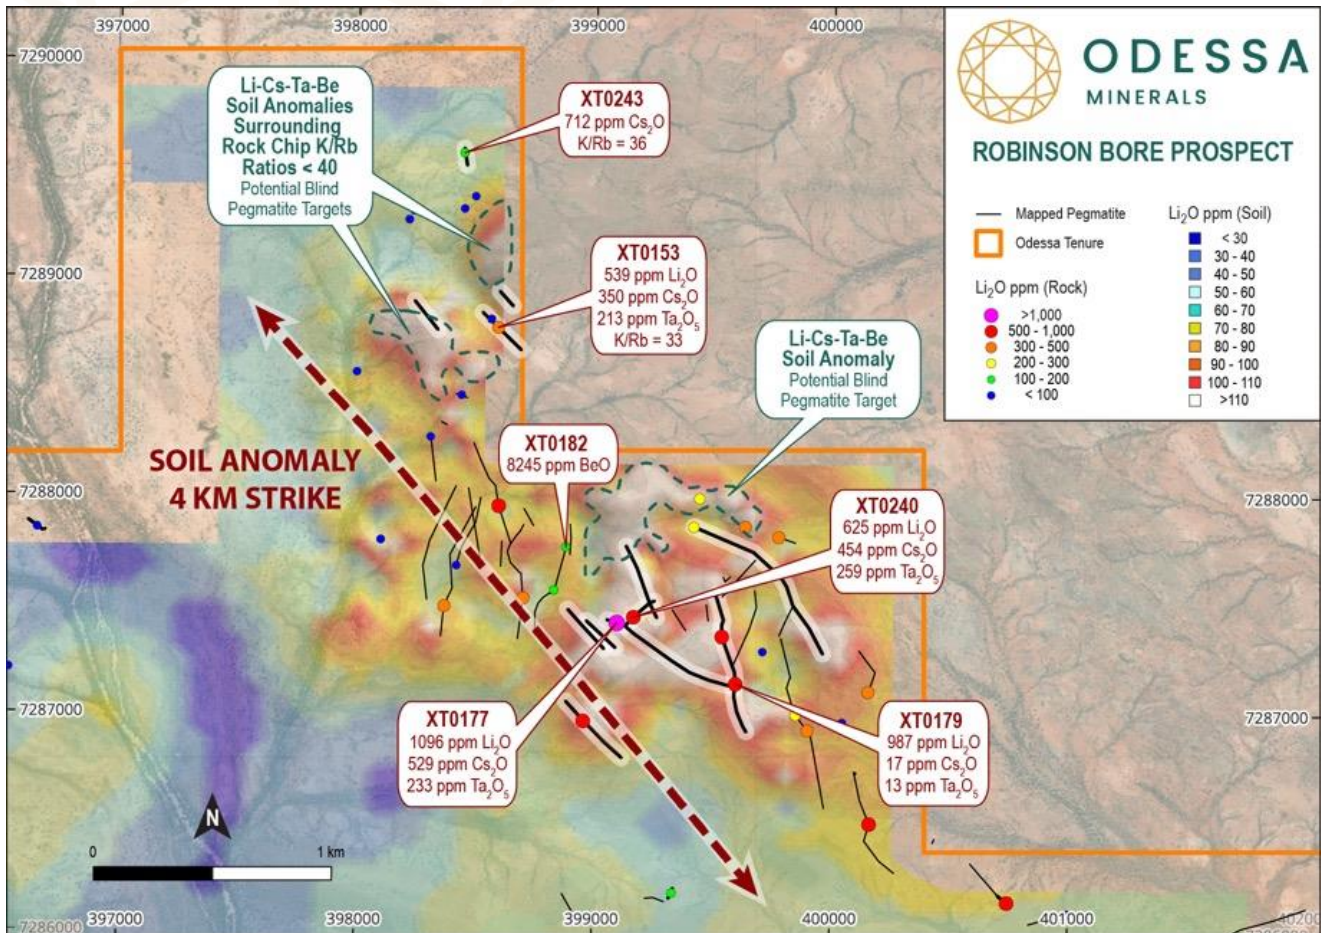 397000
398000
399000
400000
7290000
7289000
7288000
7287000
7286000
Li-Cs-Ta-Be
Soil Anomalies
Surrounding
Rock Chip K/Rb
Ratios < 40
Potential Blind
Pegmatite Targets
XT0243
712 ppm Cs₂O
K/Rb = 36
XT0153
539 ppm Li₂O
350 ppm Cs₂O
213 ppm Ta₂O₅
K/Rb = 33
Li-Cs-Ta-Be
Soil Anomaly
Potential Blind
Pegmatite Target
SOIL ANOMALY
4 KM STRIKE
XT0182
8245 ppm BeO
XT0240
625 ppm Li₂O
454 ppm Cs₂O
259 ppm Ta₂O₅
XT0177
1096 ppm Li₂O
529 ppm Cs₂O
233 ppm Ta₂O₅
XT0179
987 ppm Li₂O
17 ppm Cs₂O
13 ppm Ta₂O₅
N
0
1 km
ODESSA
MINERALS
ROBINSON BORE PROSPECT
Mapped Pegmatite
Odessa Tenure
Li₂O ppm (Rock)
>1,000
500 - 1,000
300 - 500
200 - 300
100 - 200
< 100
Li₂O ppm (Soil)
< 30
30 - 40
40 - 50
50 - 60
60 - 70
70 - 80
80 - 90
90 - 100
100 - 110
>110
7288000
7287000
397000
398000
399000
400000
401000